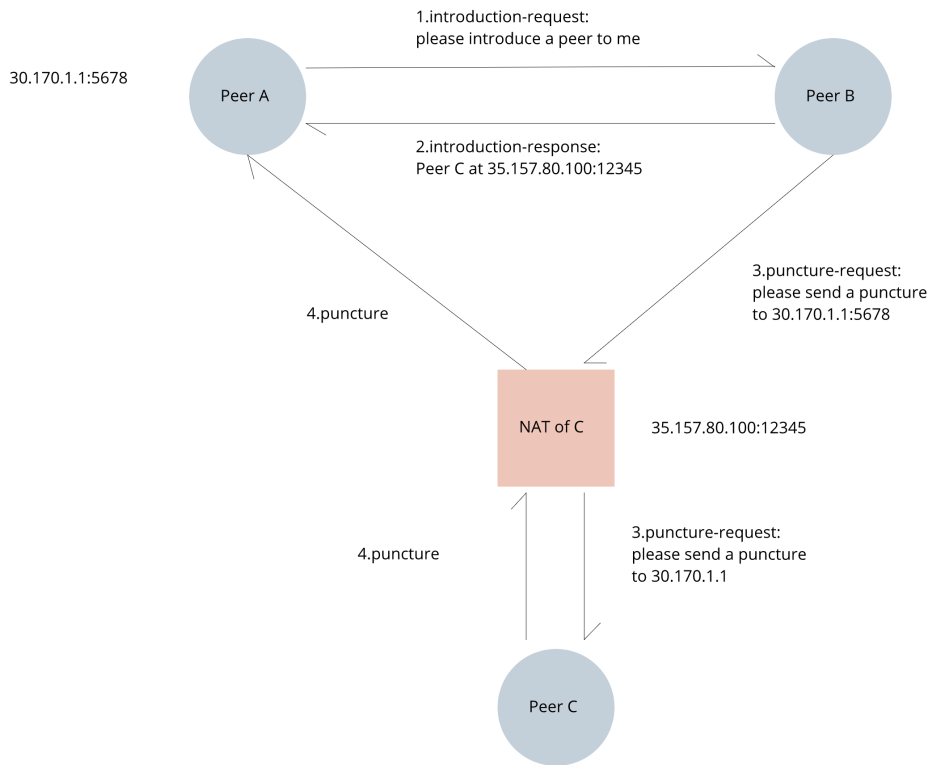 1.introduction-request:
please introduce a peer to me
30.170.1.1:5678
Peer A
Peer B
2.introduction-response:
Peer C at 35.157.80.100:12345
3.puncture-request:
please send a puncture
to 30.170.1.1:5678
4.puncture
NAT of C
35.157.80.100:12345
4.puncture
3.puncture-request:
please send a puncture
to 30.170.1.1
Peer C